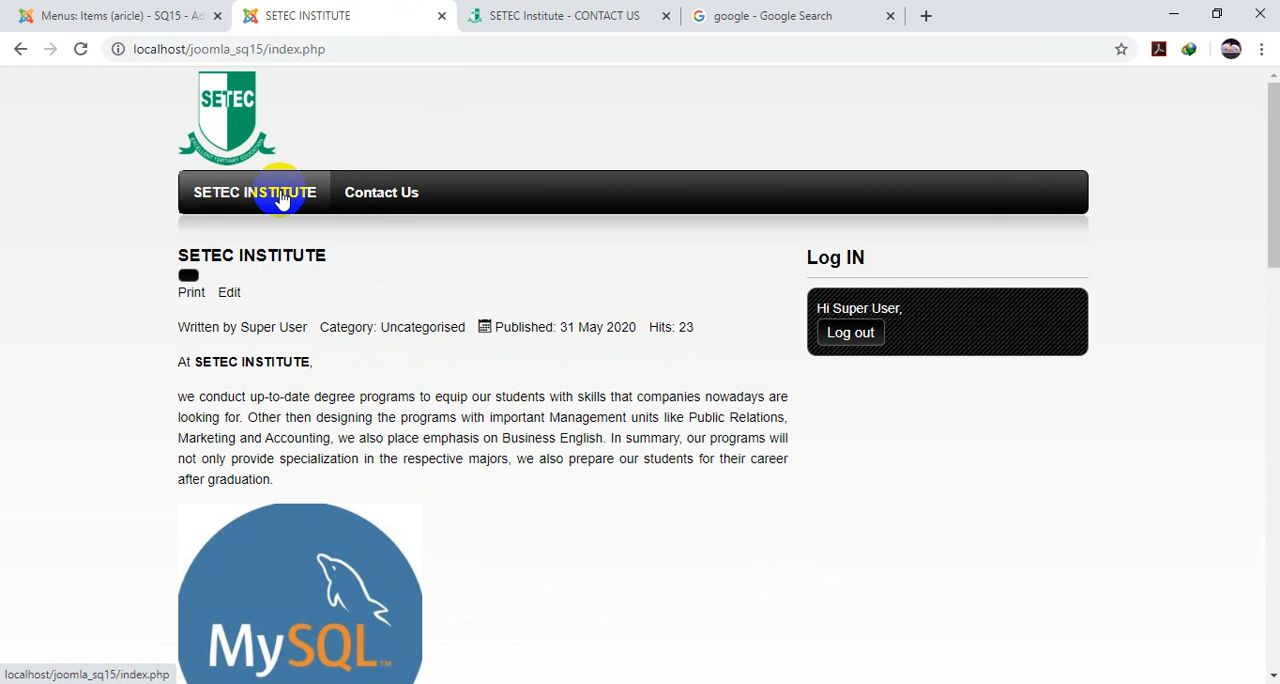 Menus: Items (aricle) - SQ15 - Ad
SETEC INSTITUTE
SETEC Institute - CONTACT US
google - Google Search
localhost/joomla_sq15/index.php
SETEC
EXCELLENT TERTIARY EDUCATION
SETEC INSTITUTE
Contact Us
SETEC INSTITUTE
Print Edit
Written by Super User Category: Uncategorised Published: 31 May 2020 Hits: 23
At SETEC INSTITUTE,
we conduct up-to-date degree programs to equip our students with skills that companies nowadays are
looking for. Other then designing the programs with important Management units like Public Relations,
Marketing and Accounting, we also place emphasis on Business English. In summary, our programs will
not only provide specialization in the respective majors, we also prepare our students for their career
after graduation.
MySQL™
Log IN
Hi Super User,
Log out
localhost/joomla_sq15/index.php